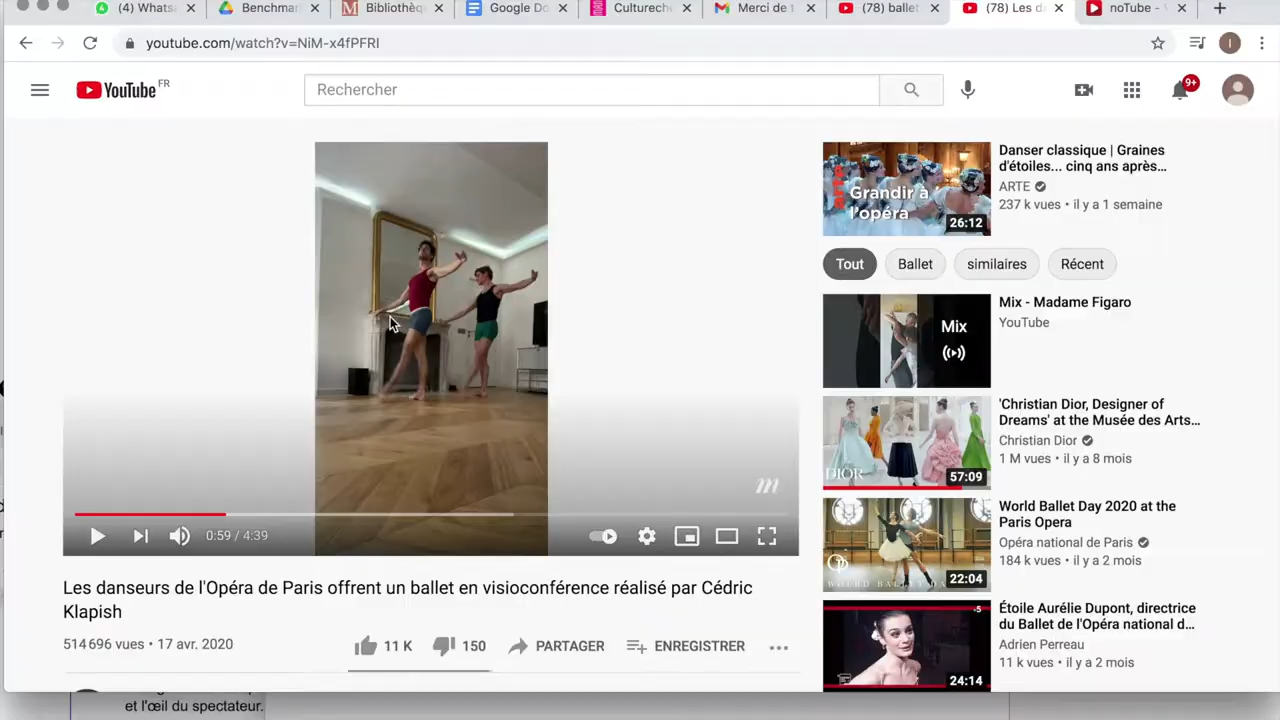 (4) Whats
Benchmar
Bibliothèq
Google Do
Cultureche
Merci de t
(78) ballet
(78) Les d
noTube -
youtube.com/watch?v=NiM-x4fPFRI
I
YouTube FR
Rechercher
9+
Grandir à
l'opéra
arte
26:12
Danser classique | Graines
d'étoiles... cinq ans après...
ARTE
237 k vues • il y a 1 semaine
Tout
Ballet
similaires
Récent
Mix
Mix - Madame Figaro
YouTube
DIOR
57:09
'Christian Dior, Designer of
Dreams' at the Musée des Arts...
Christian Dior
1 M vues • il y a 8 mois
WORLD BALLET DA
22:04
World Ballet Day 2020 at the
Paris Opera
Opéra national de Paris
184 k vues • il y a 2 mois
24:14
Étoile Aurélie Dupont, directrice
du Ballet de l'Opéra national d...
Adrien Perreau
11 k vues • il y a 2 mois
m
0:59 / 4:39
Les danseurs de l'Opéra de Paris offrent un ballet en visioconférence réalisé par Cédric
Klapish
514 696 vues • 17 avr. 2020
11 K
150
PARTAGER
ENREGISTRER
et l'œil du spectateur.